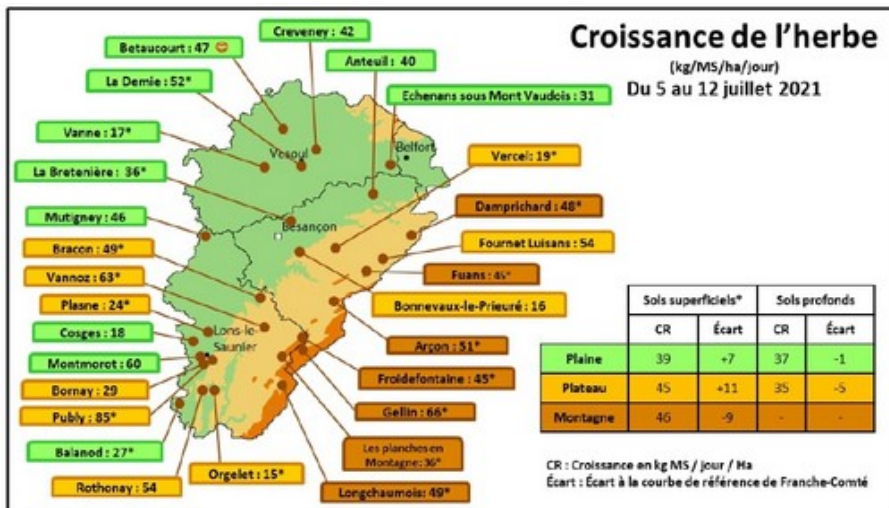 Croissance de l'herbe
(kg/MS/ha/jour)
Du 5 au 12 juillet 2021
Creveney : 42
Betaucourt : 47
Anteuil : 40
La Demie : 52*
Echenans sous Mont Vaudois : 31
Vanne : 17*
Vesoul
Belfort
Vercel : 19*
La Bretenière : 36*
Damprichard : 48*
Mutigney : 46
Besançon
Bracon : 49*
Fournet Luisans : 54
Vannoz : 63*
Fuans : 45*
Plasne : 24*
Bonnevaux-le-Prieuré : 16
Cosges : 18
Lons-le-
Saunier
Arçon : 51*
Montmorot : 60
Froidefontaine : 45*
Bornay : 29
Gellin : 66*
Publy : 85*
Les planches en
Montagne : 36*
Balanod : 27*
Orgelet : 15*
Rothonay : 54
Longchaumois : 49*
Sols superficiels* Sols profonds
CR Écart CR Écart
Plaine 39 +7 37 -1
Plateau 45 +11 35 -5
Montagne 46 -9 - -
CR : Croissance en kg MS / jour / Ha
Écart : Écart à la courbe de référence de Franche-Comté